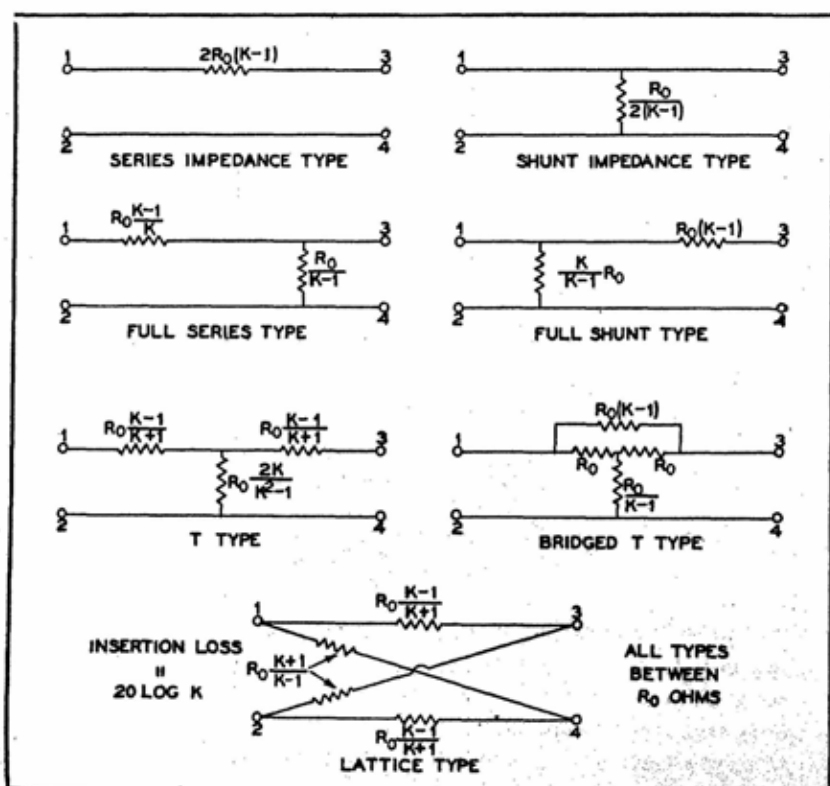 1 2R₀(K-1) 3
2 4
SERIES IMPEDANCE TYPE
1 3
R₀
2(K-1)
2 4
SHUNT IMPEDANCE TYPE
1 R₀ K-1 3
K
R₀
K-1
2 4
FULL SERIES TYPE
1 R₀(K-1) 3
K R₀
K-1
2 4
FULL SHUNT TYPE
1 R₀ K-1 R₀ K-1 3
K+1 K+1
R₀ 2K
K²-1
2 4
T TYPE
R₀(K-1)
1 3
R₀ R₀
R₀
K-1
2 4
BRIDGED T TYPE
1 R₀ K-1 3
K+1
INSERTION LOSS
=
20 LOG K
R₀ K+1
K-1
ALL TYPES
BETWEEN
R₀ OHMS
2 4
R₀ K-1
K+1
LATTICE TYPE